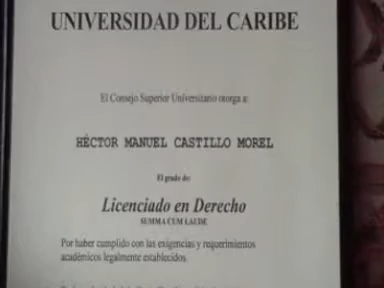 UNIVERSIDAD DEL CARIBE
El Consejo Superior Universitario otorga a:
HÉCTOR MANUEL CASTILLO MOREL
El grado de:
Licenciado en Derecho
SUMMA CUM LAUDE
Por haber cumplido con las exigencias y requerimientos
académicos legalmente establecidos